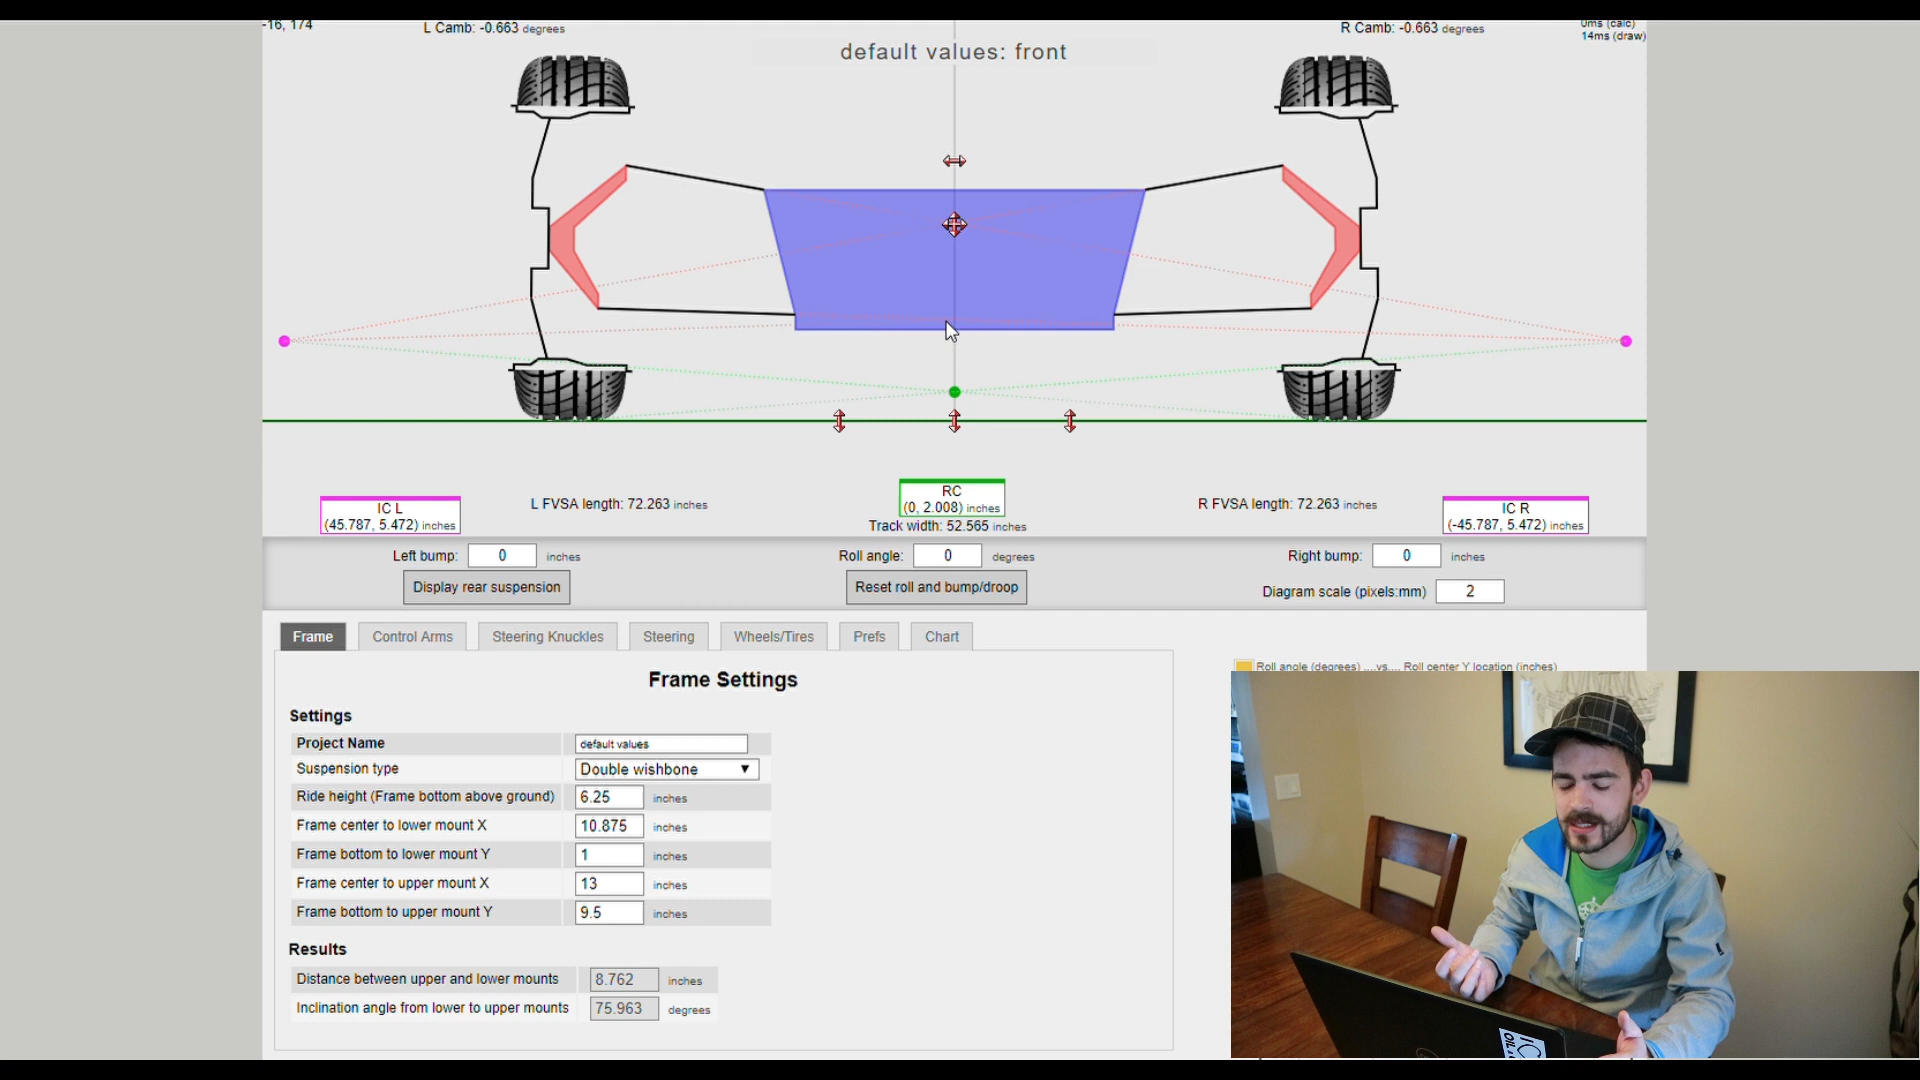 -16, 174
L Camb: -0.663 degrees
R Camb: -0.663 degrees
0ms (calc)
14ms (draw)
default values: front
IC L
(45.787, 5.472) inches
L FVSA length: 72.263 inches
RC
(0, 2.008) inches
Track width: 52.565 inches
R FVSA length: 72.263 inches
IC R
(-45.787, 5.472) inches
Left bump: 0 inches
Roll angle: 0 degrees
Right bump: 0 inches
Display rear suspension
Reset roll and bump/droop
Diagram scale (pixels:mm) 2
Frame Control Arms Steering Knuckles Steering Wheels/Tires Prefs Chart
Frame Settings
Roll angle (degrees) ....vs.... Roll center Y location (inches)
Settings
Project Name default values
Suspension type Double wishbone
Ride height (Frame bottom above ground) 6.25 inches
Frame center to lower mount X 10.875 inches
Frame bottom to lower mount Y 1 inches
Frame center to upper mount X 13 inches
Frame bottom to upper mount Y 9.5 inches
Results
Distance between upper and lower mounts 8.762 inches
Inclination angle from lower to upper mounts 75.963 degrees